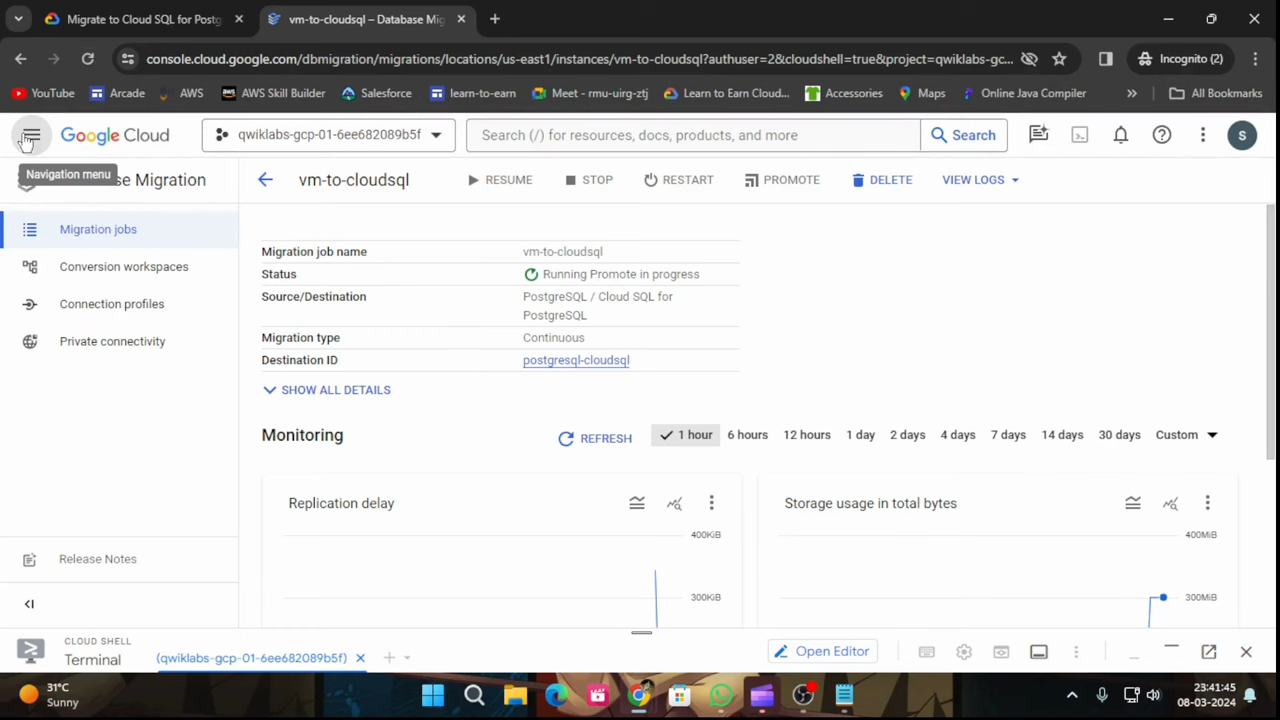 Migrate to Cloud SQL for Postg
vm-to-cloudsql – Database Mig
console.cloud.google.com/dbmigration/migrations/locations/us-east1/instances/vm-to-cloudsql?authuser=2&cloudshell=true&project=qwiklabs-gc...
Incognito (2)
YouTube
Arcade
AWS
AWS Skill Builder
Salesforce
learn-to-earn
Meet - rmu-uirg-ztj
Learn to Earn Cloud...
Accessories
Maps
Online Java Compiler
All Bookmarks
Google Cloud
qwiklabs-gcp-01-6ee682089b5f
Search (/) for resources, docs, products, and more
Search
S
Navigation menu
se Migration
vm-to-cloudsql
RESUME
STOP
RESTART
PROMOTE
DELETE
VIEW LOGS
Migration jobs
Conversion workspaces
Connection profiles
Private connectivity
Release Notes
Migration job name vm-to-cloudsql
Status Running Promote in progress
Source/Destination PostgreSQL / Cloud SQL for
PostgreSQL
Migration type Continuous
Destination ID postgresql-cloudsql
SHOW ALL DETAILS
Monitoring
REFRESH
1 hour
6 hours
12 hours
1 day
2 days
4 days
7 days
14 days
30 days
Custom
Replication delay
400KiB
300KiB
Storage usage in total bytes
400MiB
300MiB
CLOUD SHELL
Terminal
(qwiklabs-gcp-01-6ee682089b5f)
Open Editor
31°C
Sunny
23:41:45
08-03-2024